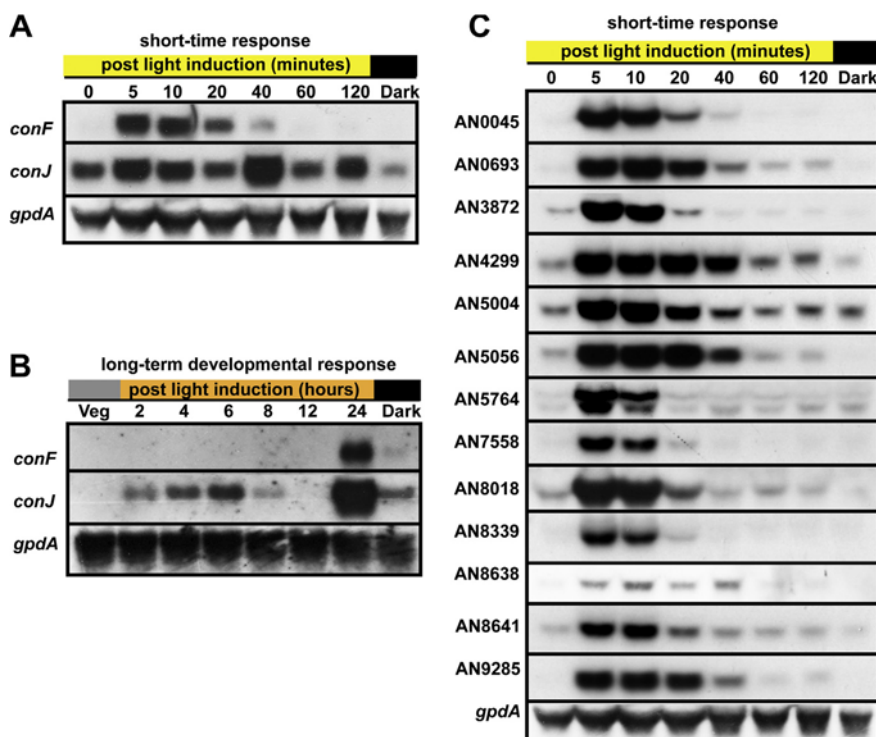 A
short-time response
post light induction (minutes)
0 5 10 20 40 60 120 Dark
conF
conJ
gpdA
B
long-term developmental response
post light induction (hours)
Veg 2 4 6 8 12 24 Dark
conF
conJ
gpdA
C
short-time response
post light induction (minutes)
0 5 10 20 40 60 120 Dark
AN0045
AN0693
AN3872
AN4299
AN5004
AN5056
AN5764
AN7558
AN8018
AN8339
AN8638
AN8641
AN9285
gpdA